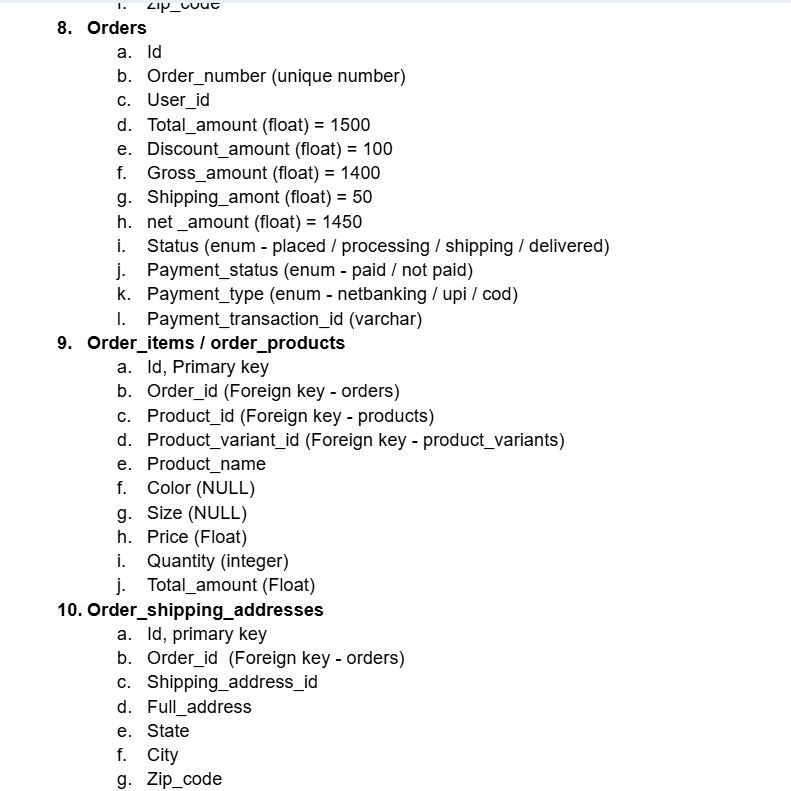 f. zip_code
8. Orders
a. Id
b. Order_number (unique number)
c. User_id
d. Total_amount (float) = 1500
e. Discount_amount (float) = 100
f. Gross_amount (float) = 1400
g. Shipping_amont (float) = 50
h. net _amount (float) = 1450
i. Status (enum - placed / processing / shipping / delivered)
j. Payment_status (enum - paid / not paid)
k. Payment_type (enum - netbanking / upi / cod)
l. Payment_transaction_id (varchar)
9. Order_items / order_products
a. Id, Primary key
b. Order_id (Foreign key - orders)
c. Product_id (Foreign key - products)
d. Product_variant_id (Foreign key - product_variants)
e. Product_name
f. Color (NULL)
g. Size (NULL)
h. Price (Float)
i. Quantity (integer)
j. Total_amount (Float)
10. Order_shipping_addresses
a. Id, primary key
b. Order_id (Foreign key - orders)
c. Shipping_address_id
d. Full_address
e. State
f. City
g. Zip_code